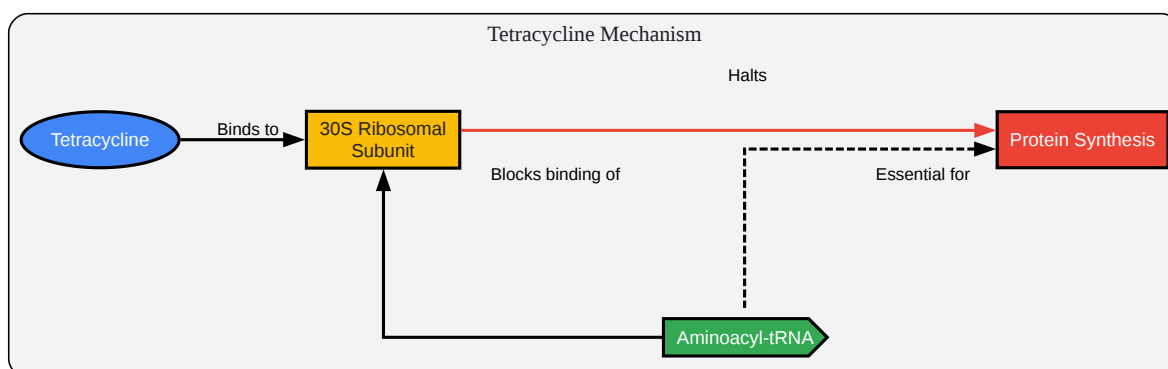 Tetracycline Mechanism
Halts
Tetracycline
Binds to
30S Ribosomal
Subunit
Protein Synthesis
Blocks binding of
Essential for
Aminoacyl-tRNA